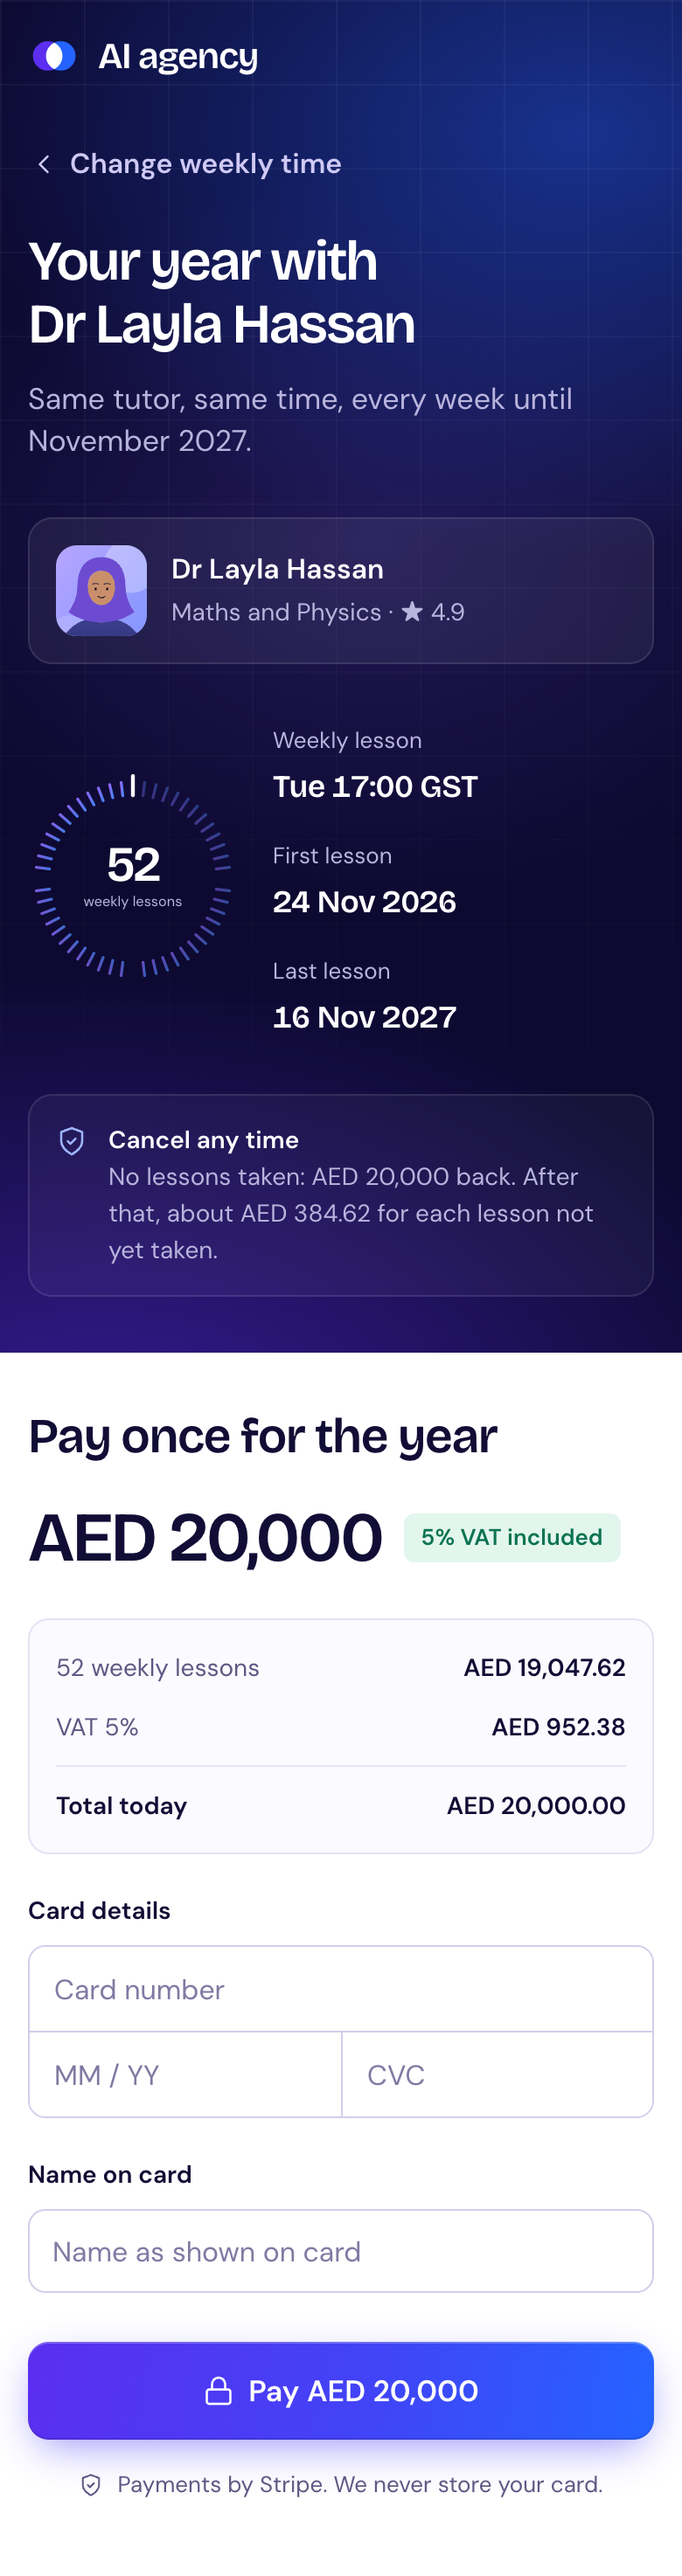 AI agency
Change weekly time
Your year with
Dr Layla Hassan
Same tutor, same time, every week until
November 2027.
Dr Layla Hassan
Maths and Physics · ★ 4.9
52
weekly lessons
Weekly lesson
Tue 17:00 GST
First lesson
24 Nov 2026
Last lesson
16 Nov 2027
Cancel any time
No lessons taken: AED 20,000 back. After
that, about AED 384.62 for each lesson not
yet taken.
Pay once for the year
AED 20,000
5% VAT included
52 weekly lessons AED 19,047.62
VAT 5% AED 952.38
Total today AED 20,000.00
Card details
Card number
MM / YY CVC
Name on card
Name as shown on card
Pay AED 20,000
Payments by Stripe. We never store your card.